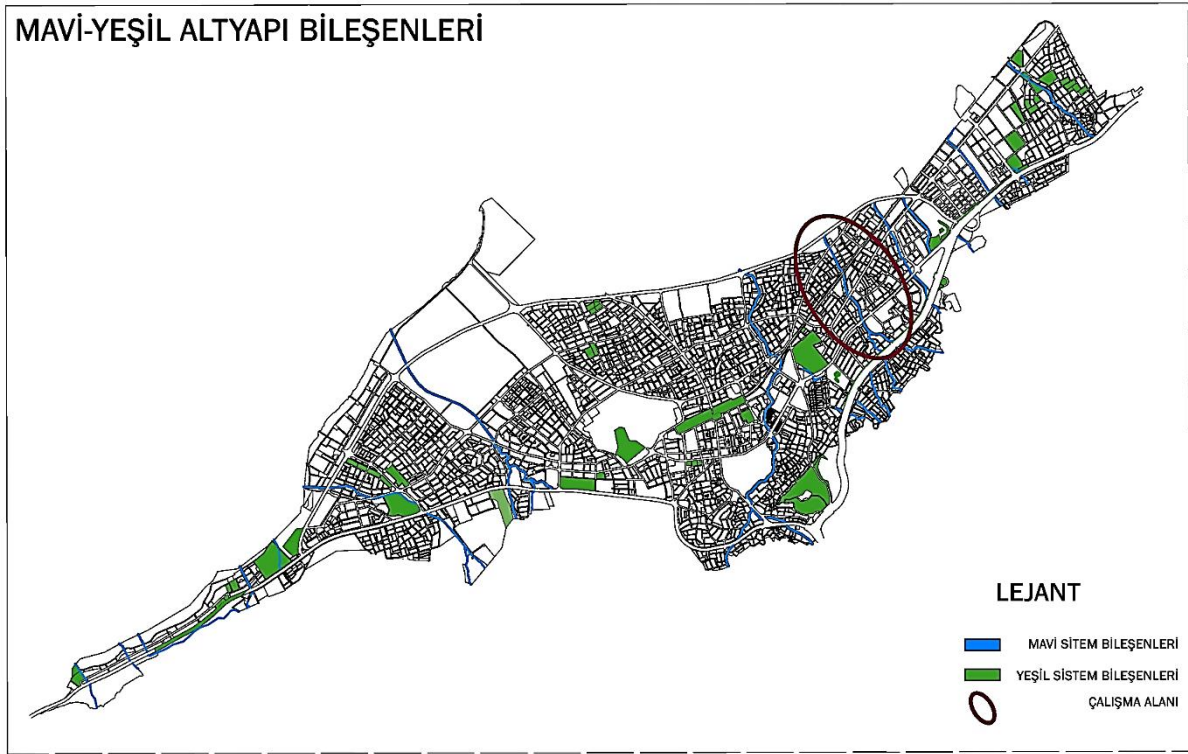 MAVİ-YEŞİL ALTYAPI BİLEŞENLERİ
LEJANT
MAVİ SİTEM BİLEŞENLERİ
YEŞİL SİSTEM BİLEŞENLERİ
ÇALIŞMA ALANI